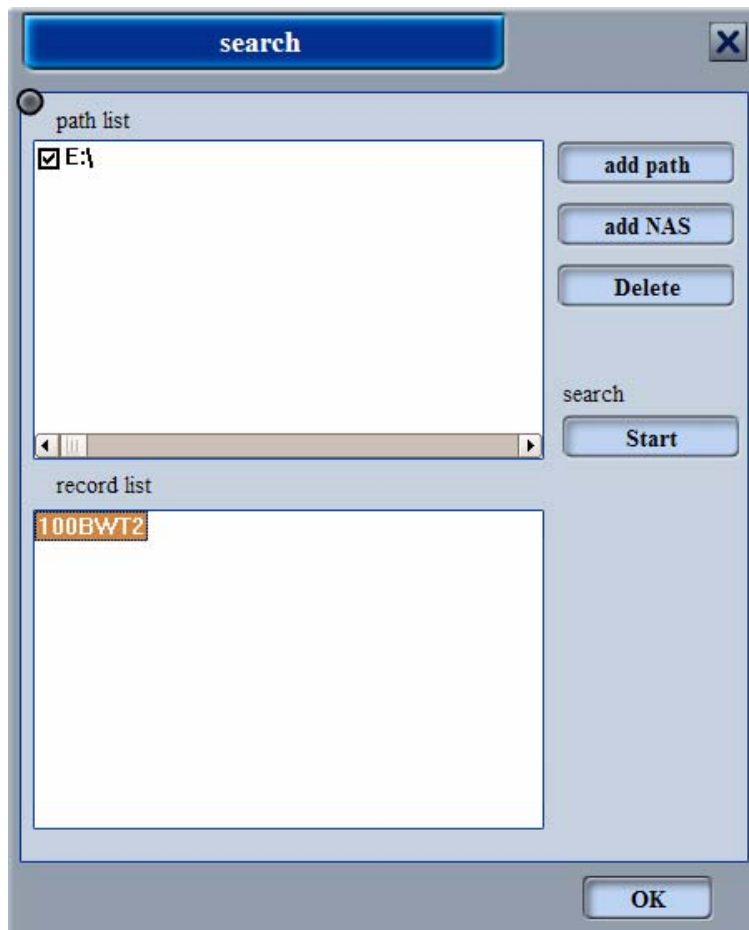 search
path list
E:\
add path
add NAS
Delete
search
Start
record list
100BWT2
OK